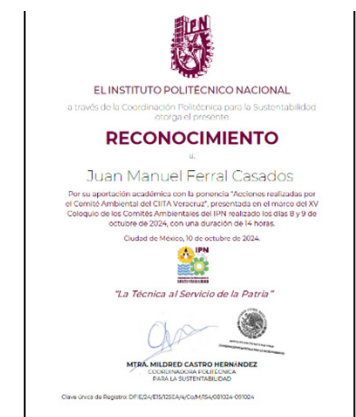 IPN
EL INSTITUTO POLITÉCNICO NACIONAL
a través de la Coordinación Politécnica para la Sustentabilidad
otorga el presente
RECONOCIMIENTO
a:
Juan Manuel Ferral Casados
Por su aportación académica con la ponencia "Acciones realizadas por
el Comité Ambiental del CIITA Veracruz", presentada en el marco del XV
Coloquio de los Comités Ambientales del IPN realizado los días 8 y 9 de
octubre de 2024, con una duración de 14 horas.
Ciudad de México, 10 de octubre de 2024.
IPN
"La Técnica al Servicio de la Patria"
MTRA. MILDRED CASTRO HERNÁNDEZ
COORDINADORA POLITÉCNICA
PARA LA SUSTENTABILIDAD
Clave única de Registro: